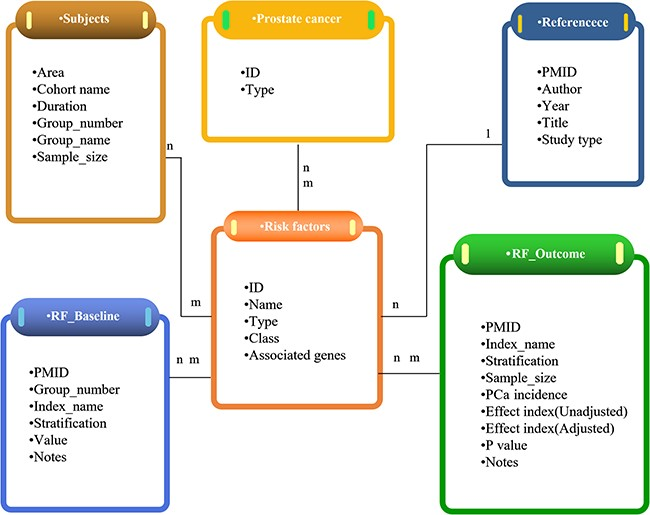 •Subjects
•Area
•Cohort name
•Duration
•Group_number
•Group_name
•Sample_size
•Prostate cancer
•ID
•Type
•Referencece
•PMID
•Author
•Year
•Title
•Study type
n
n
m
1
•Risk factors
•ID
•Name
•Type
•Class
•Associated genes
m
n
n m
n m
•RF_Baseline
•PMID
•Group_number
•Index_name
•Stratification
•Value
•Notes
•RF_Outcome
•PMID
•Index_name
•Stratification
•Sample_size
•PCa incidence
•Effect index(Unadjusted)
•Effect index(Adjusted)
•P value
•Notes